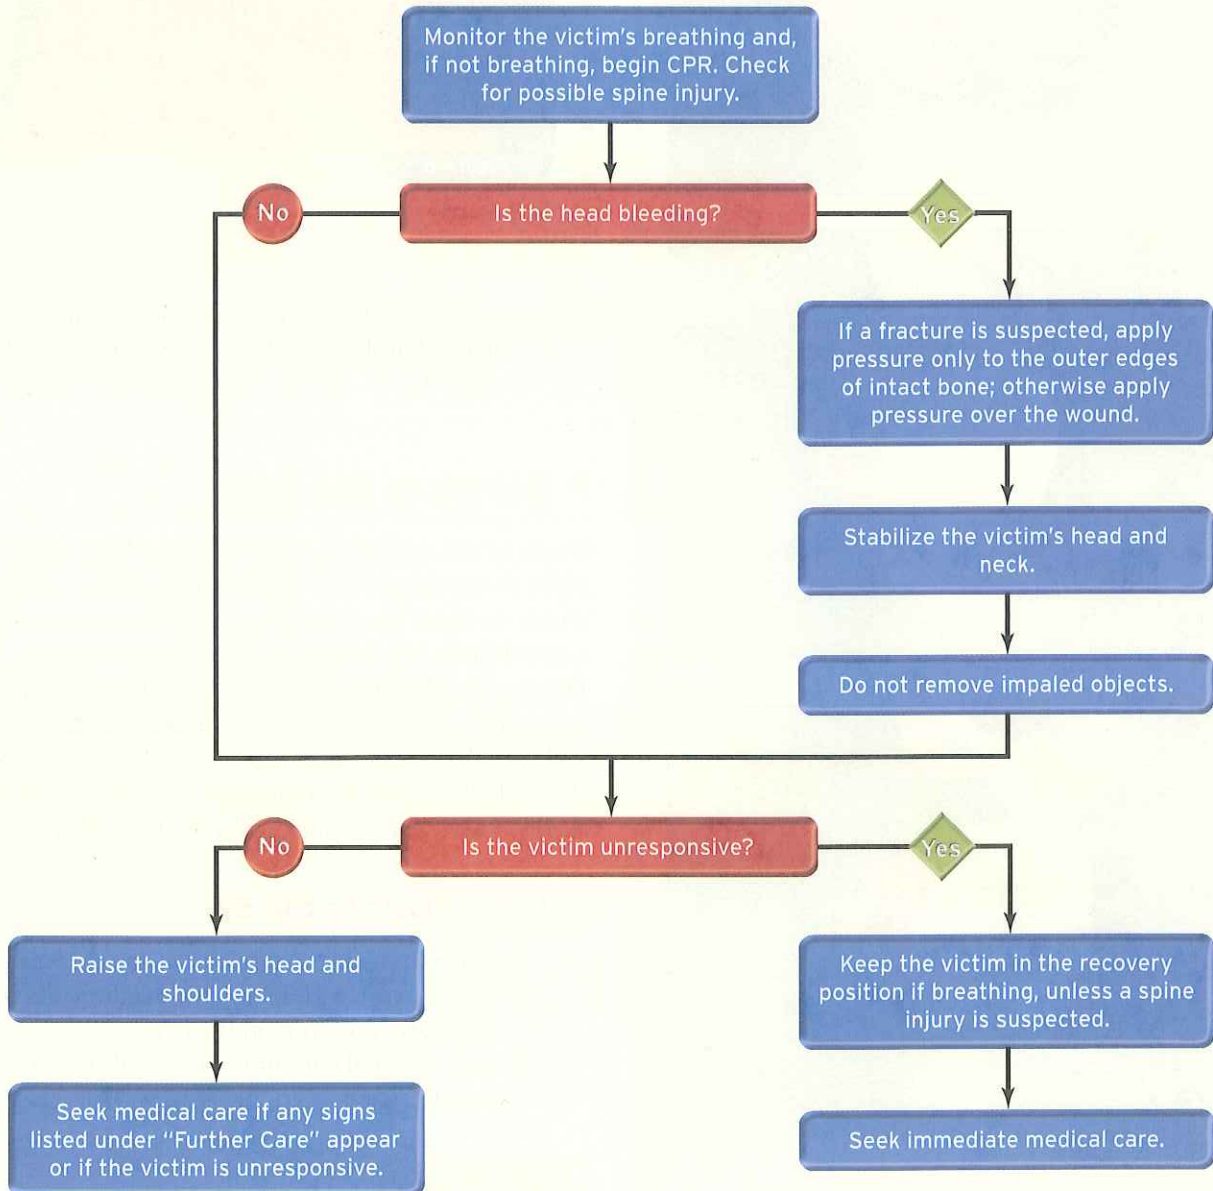 Monitor the victim's breathing and,
if not breathing, begin CPR. Check
for possible spine injury.
No
Is the head bleeding?
Yes
If a fracture is suspected, apply
pressure only to the outer edges
of intact bone; otherwise apply
pressure over the wound.
Stabilize the victim's head and
neck.
Do not remove impaled objects.
No
Is the victim unresponsive?
Yes
Raise the victim's head and
shoulders.
Seek medical care if any signs
listed under "Further Care" appear
or if the victim is unresponsive.
Keep the victim in the recovery
position if breathing, unless a spine
injury is suspected.
Seek immediate medical care.